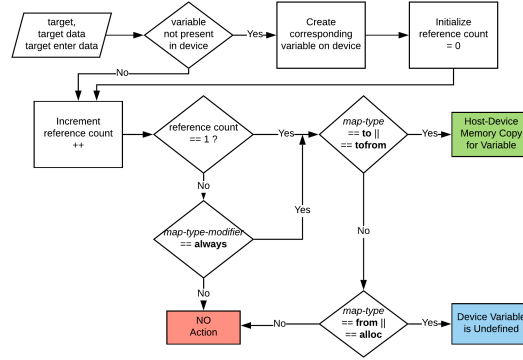 target,
target data
target enter data
variable
not present
in device
Yes
Create
corresponding
variable on device
Initialize
reference count
= 0
No
Increment
reference count
++
reference count
== 1 ?
Yes
map-type
== to ||
== tofrom
Yes
Host-Device
Memory Copy
for Variable
No
Yes
map-type-modifier
== always
No
No
NO
Action
No
map-type
== from ||
== alloc
Yes
Device Variable
is Undefined